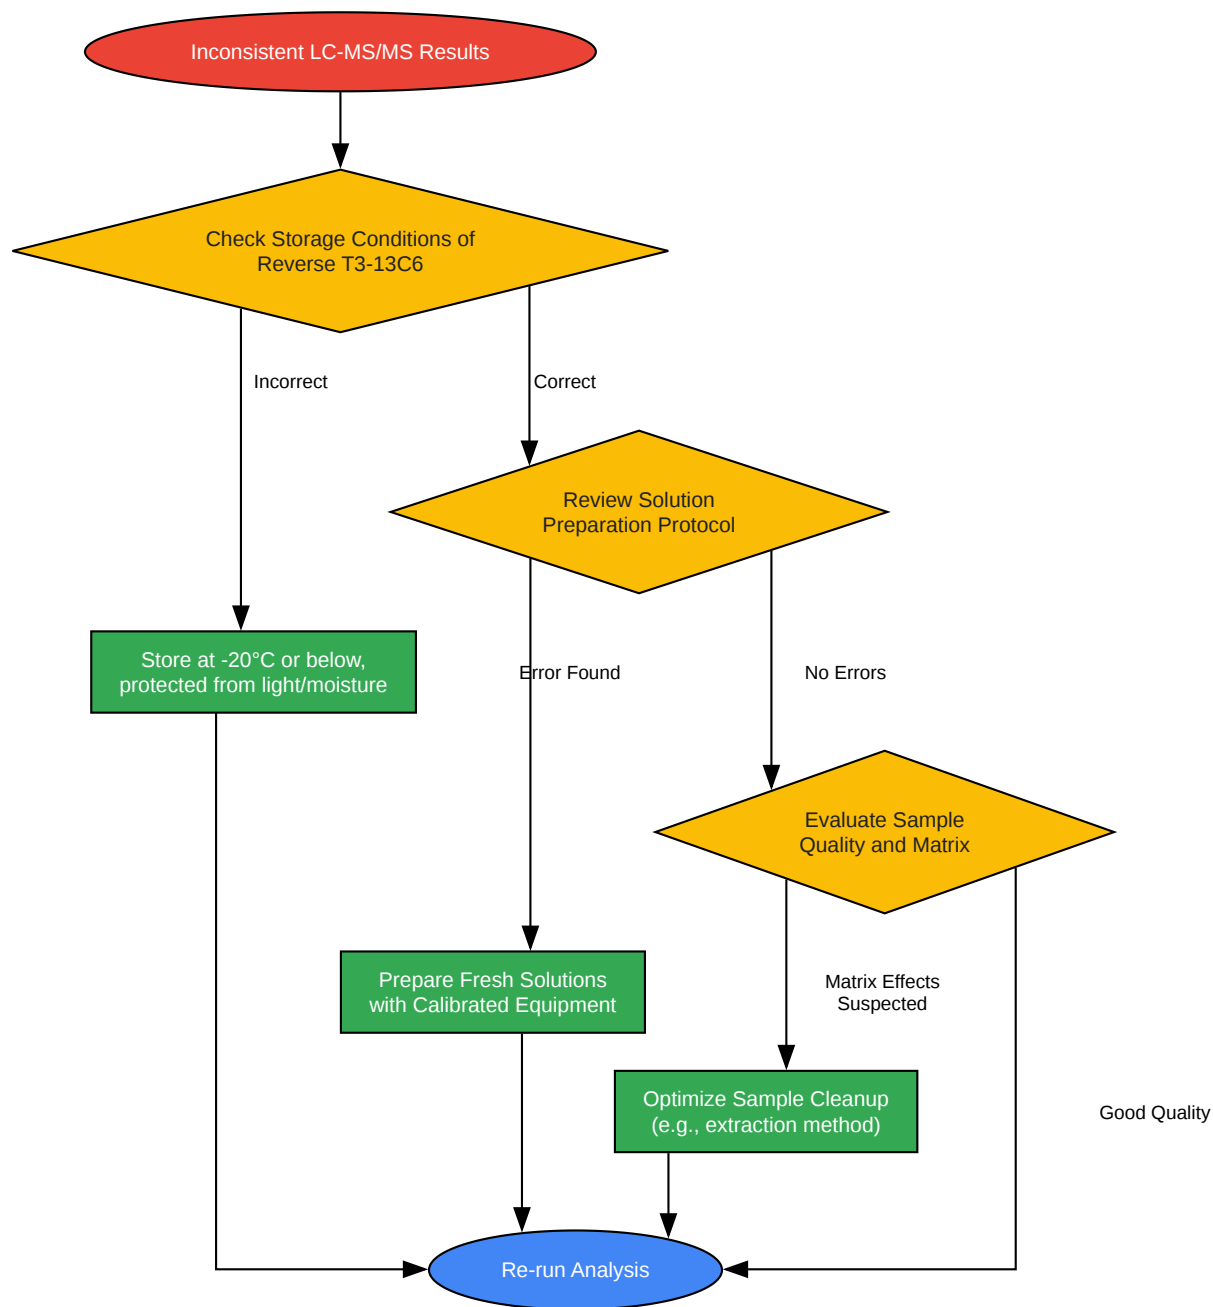 Inconsistent LC-MS/MS Results
Check Storage Conditions of
Reverse T3-13C6
Incorrect
Correct
Review Solution
Preparation Protocol
Store at -20°C or below,
protected from light/moisture
Error Found
No Errors
Evaluate Sample
Quality and Matrix
Prepare Fresh Solutions
with Calibrated Equipment
Matrix Effects
Suspected
Optimize Sample Cleanup
(e.g., extraction method)
Good Quality
Re-run Analysis